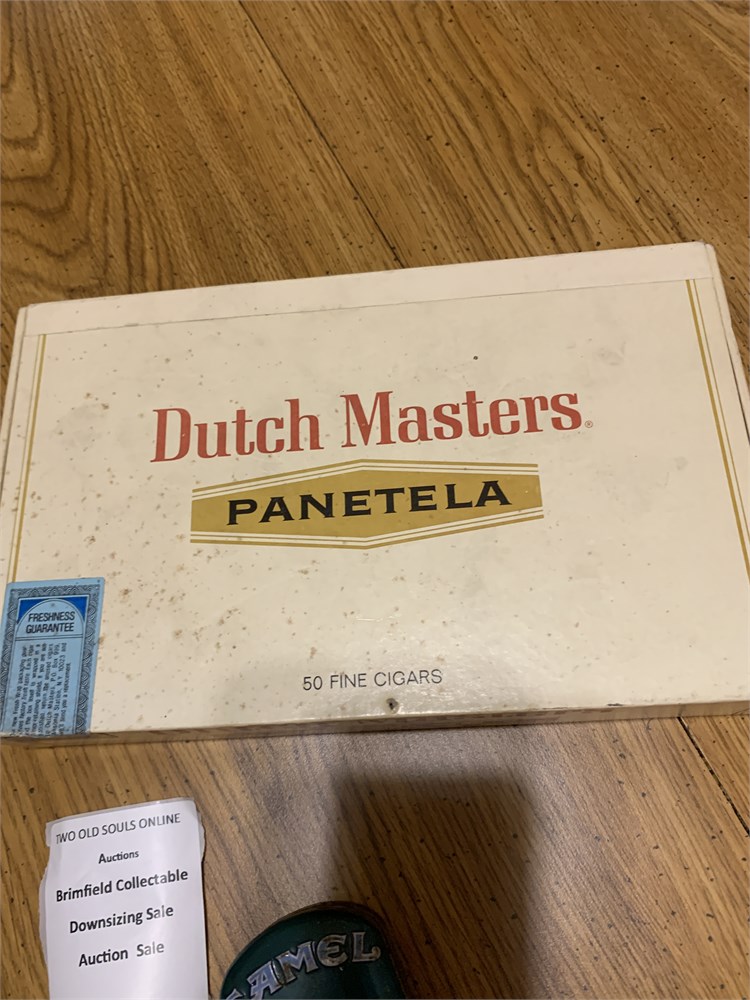 Dutch Masters®
PANETELA
FRESHNESS
GUARANTEE
50 FINE CIGARS
TWO OLD SOULS ONLINE
Auctions
Brimfield Collectable
Downsizing Sale
Auction Sale
CAMEL